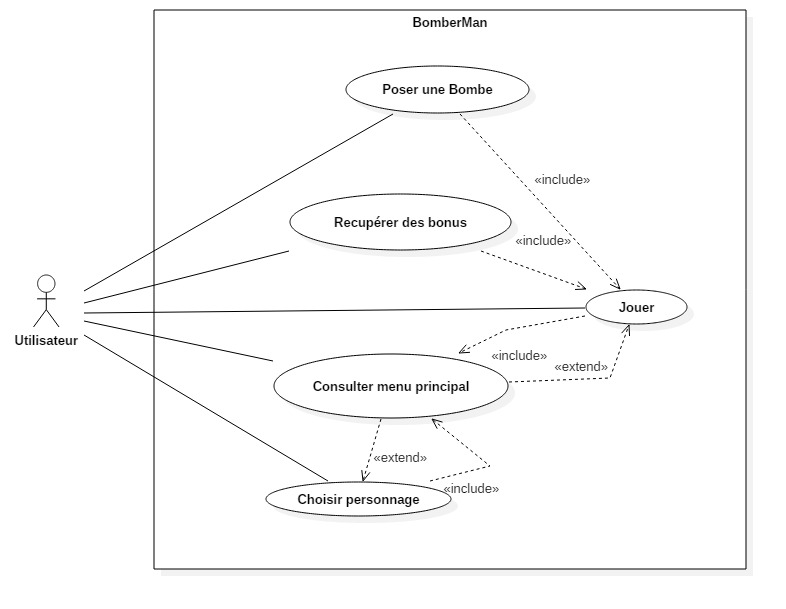 BomberMan
Poser une Bombe
«include»
Recupérer des bonus
«include»
Jouer
Utilisateur
«include»
«extend»
Consulter menu principal
«extend»
«include»
Choisir personnage